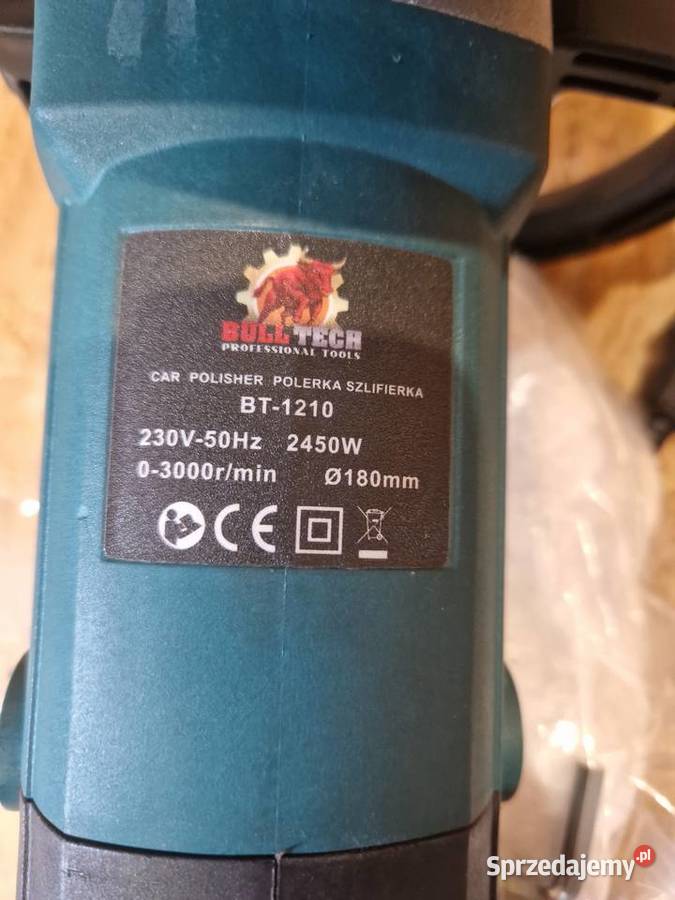 BULL TECH
PROFESSIONAL TOOLS
CAR POLISHER POLERKA SZLIFIERKA
BT-1210
230V-50Hz 2450W
0-3000r/min Ø180mm
CE
Sprzedajemy.pl